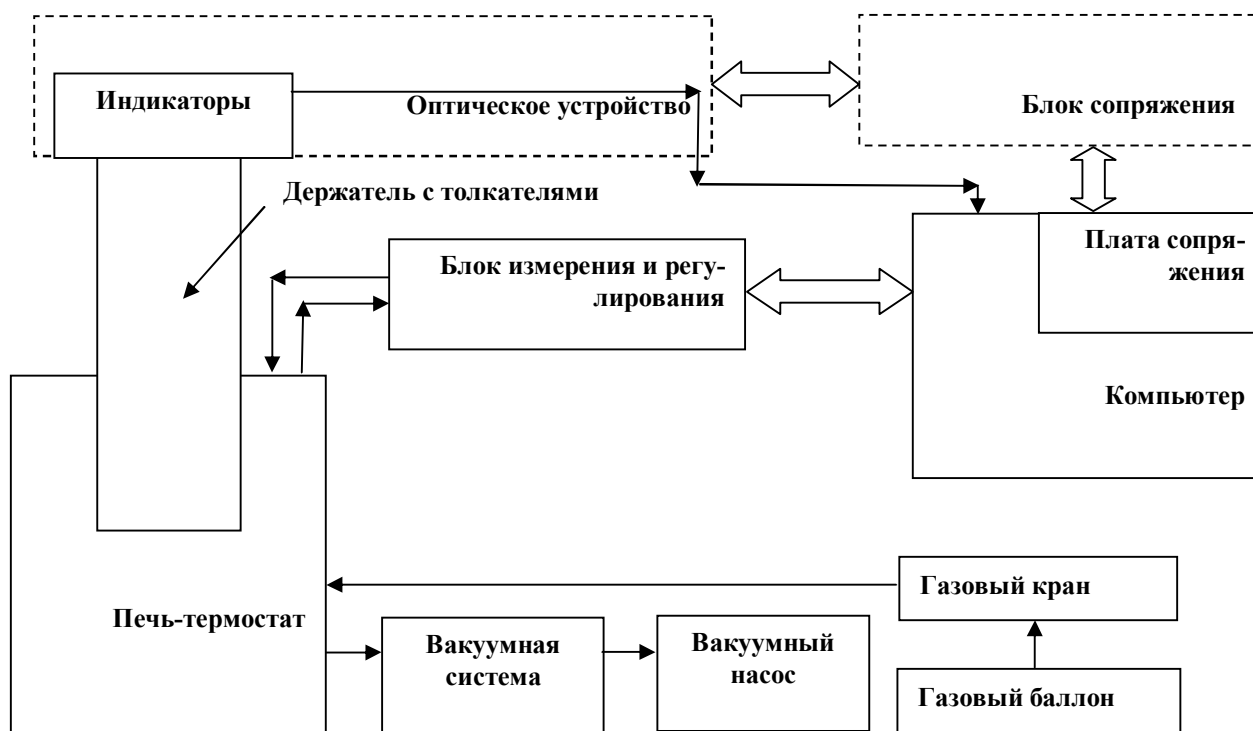 Индикаторы
Оптическое устройство
Блок сопряжения
Держатель с толкателями
Блок измерения и регу-
лирования
Плата сопря-
жения
Компьютер
Печь-термостат
Вакуумная
система
Вакуумный
насос
Газовый кран
Газовый баллон